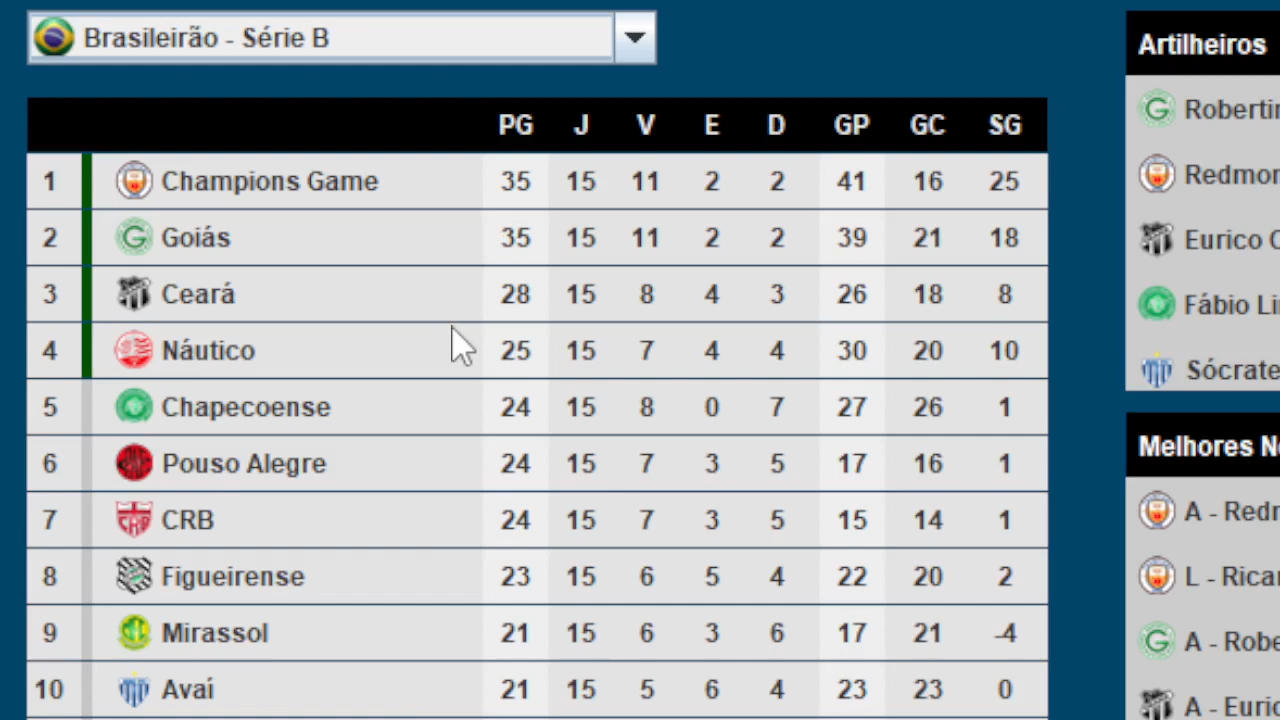 Brasileirão - Série B
PG J V E D GP GC SG
1 Champions Game 35 15 11 2 2 41 16 25
2 Goiás 35 15 11 2 2 39 21 18
3 Ceará 28 15 8 4 3 26 18 8
4 Náutico 25 15 7 4 4 30 20 10
5 Chapecoense 24 15 8 0 7 27 26 1
6 Pouso Alegre 24 15 7 3 5 17 16 1
7 CRB 24 15 7 3 5 15 14 1
8 Figueirense 23 15 6 5 4 22 20 2
9 Mirassol 21 15 6 3 6 17 21 -4
10 Avaí 21 15 5 6 4 23 23 0
Artilheiros
Eurico
Fábio
Melhores
A -
L -
A -
A -